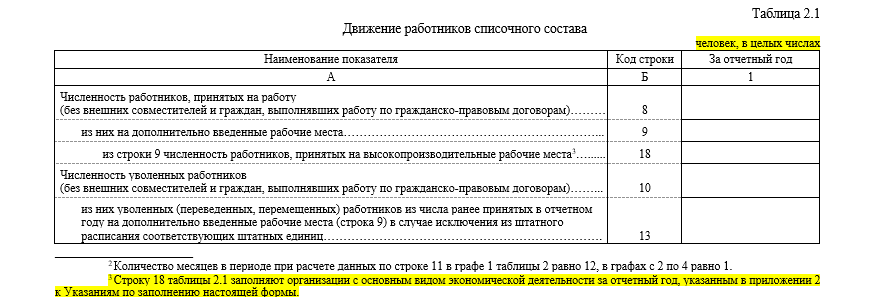 Таблица 2.1
Движение работников списочного состава
человек, в целых числах
Наименование показателя Код строки За отчетный год
А Б 1
Численность работников, принятых на работу
(без внешних совместителей и граждан, выполнявших работу по гражданско-правовым договорам)……… 8
из них на дополнительно введенные рабочие места……………………………………………………………….. 9
из строки 9 численность работников, принятых на высокопроизводительные рабочие места³…...... 18
Численность уволенных работников
(без внешних совместителей и граждан, выполнявших работу по гражданско-правовым договорам)…….. 10
из них уволенных (переведенных, перемещенных) работников из числа ранее принятых в отчетном
году на дополнительно введенные рабочие места (строка 9) в случае исключения из штатного
расписания соответствующих штатных единиц…………………………………………………………………… 13
² Количество месяцев в периоде при расчете данных по строке 11 в графе 1 таблицы 2 равно 12, в графах с 2 по 4 равно 1.
³ Строку 18 таблицы 2.1 заполняют организации с основным видом экономической деятельности за отчетный год, указанным в приложении 2
к Указаниям по заполнению настоящей формы.